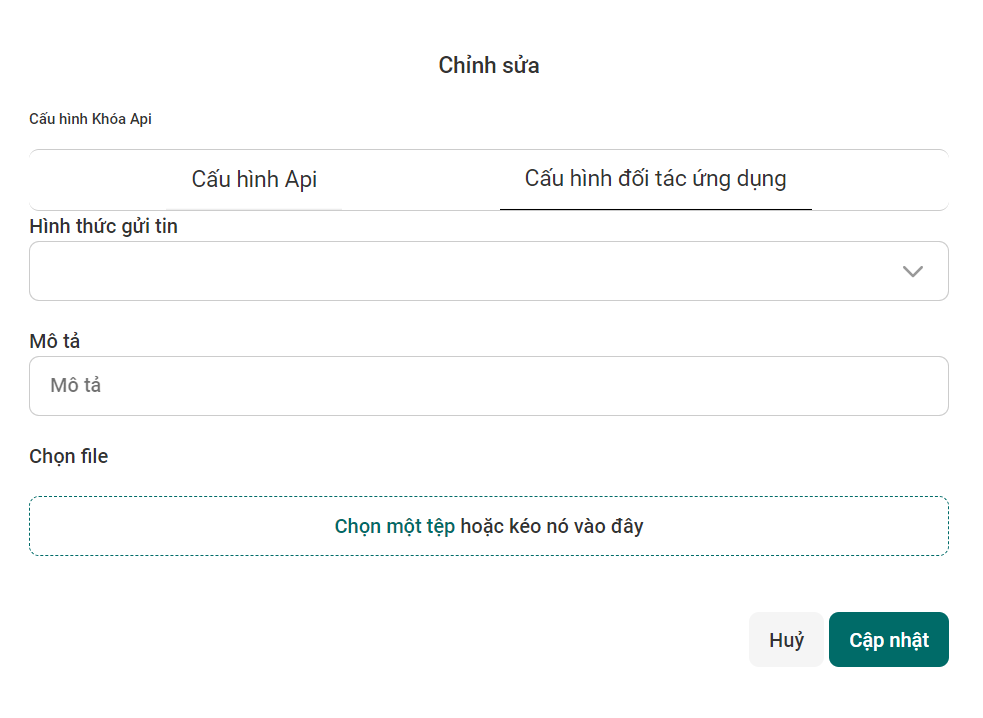 Chỉnh sửa
Cấu hình Khóa Api
Cấu hình Api
Cấu hình đối tác ứng dụng
Hình thức gửi tin
Mô tả
Mô tả
Chọn file
Chọn một tệp hoặc kéo nó vào đây
Huỷ
Cập nhật